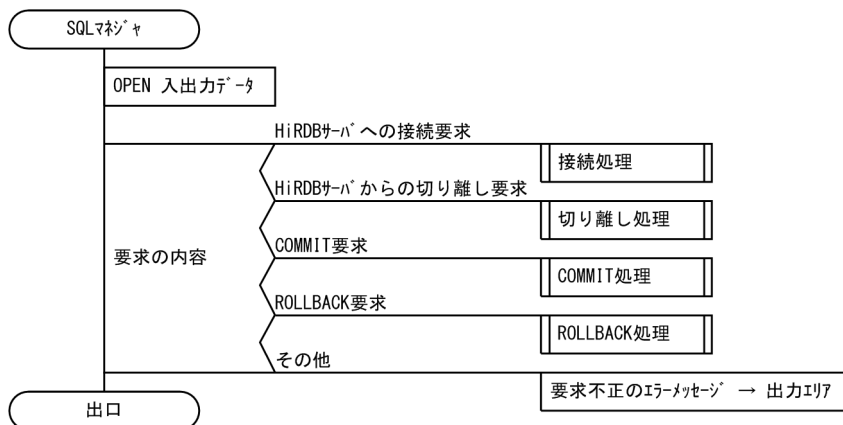 SQLﾏﾈｼﾞｬ
OPEN 入出力ﾃﾞｰﾀ
HiRDBｻｰﾊﾞへの接続要求
接続処理
HiRDBｻｰﾊﾞからの切り離し要求
切り離し処理
要求の内容
COMMIT要求
COMMIT処理
ROLLBACK要求
ROLLBACK処理
その他
要求不正のｴﾗｰﾒｯｾｰｼﾞ → 出力ｴﾘｱ
出口